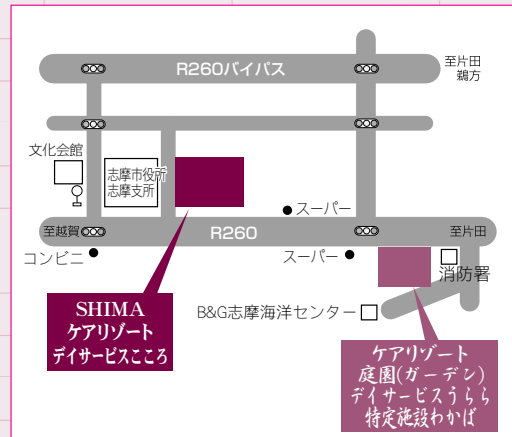 R260バイパス
至片田
鵜方
文化会館
志摩市役所
志摩支所
スーパー
至越賀
R260
至片田
コンビニ
スーパー
消防署
SHIMA
ケアリゾート
デイサービスこころ
B&G志摩海洋センター
ケアリゾート
庭園(ガーデン)
デイサービスうらら
特定施設わかば